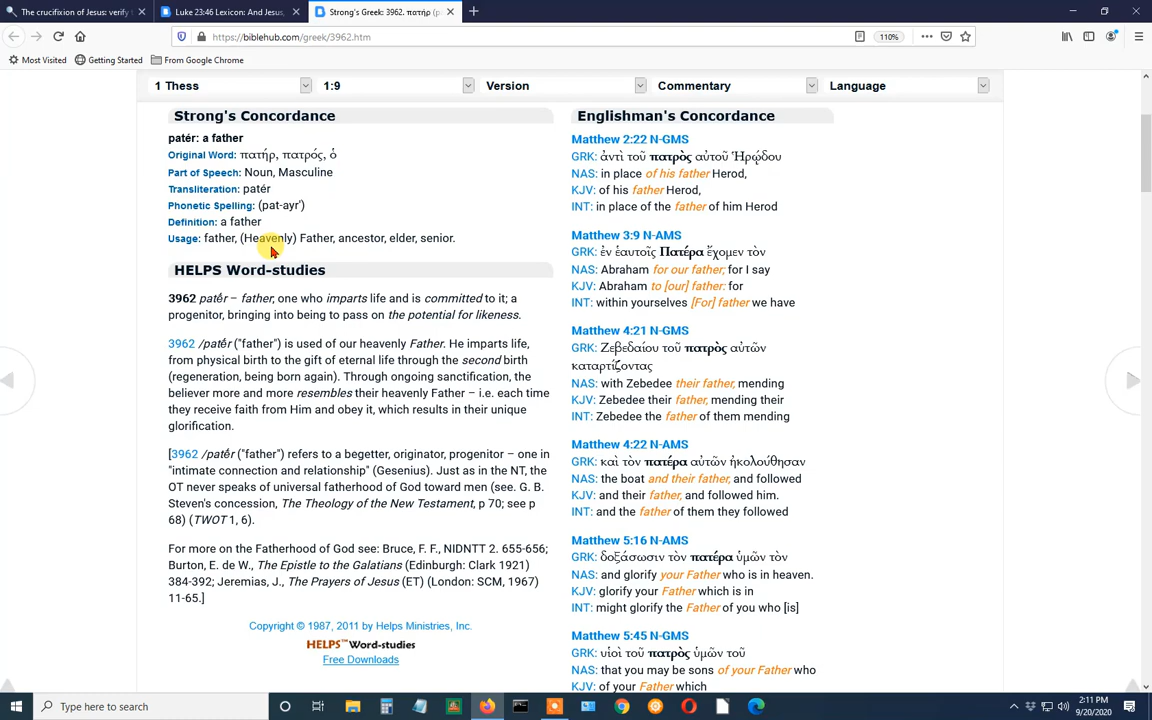 The crucifixion of Jesus: verify t
Luke 23:46 Lexicon: And Jesus,
Strong's Greek: 3962. πατήρ (p
https://biblehub.com/greek/3962.htm
110%
Most Visited
Getting Started
From Google Chrome
1 Thess
1:9
Version
Commentary
Language
Strong's Concordance
patér: a father
Original Word: πατήρ, πατρός, ὁ
Part of Speech: Noun, Masculine
Transliteration: patér
Phonetic Spelling: (pat-ayr')
Definition: a father
Usage: father, (Heavenly) Father, ancestor, elder, senior.
HELPS Word-studies
3962 patḗr – father; one who imparts life and is committed to it; a
progenitor, bringing into being to pass on the potential for likeness.
3962 /patḗr ("father") is used of our heavenly Father. He imparts life,
from physical birth to the gift of eternal life through the second birth
(regeneration, being born again). Through ongoing sanctification, the
believer more and more resembles their heavenly Father – i.e. each time
they receive faith from Him and obey it, which results in their unique
glorification.
[3962 /patḗr ("father") refers to a begetter, originator, progenitor – one in
"intimate connection and relationship" (Gesenius). Just as in the NT, the
OT never speaks of universal fatherhood of God toward men (see. G. B.
Steven's concession, The Theology of the New Testament, p 70; see p
68) (TWOT 1, 6).
For more on the Fatherhood of God see: Bruce, F. F., NIDNTT 2. 655-656;
Burton, E. de W., The Epistle to the Galatians (Edinburgh: Clark 1921)
384-392; Jeremias, J., The Prayers of Jesus (ET) (London: SCM, 1967)
11-65.]
Copyright © 1987, 2011 by Helps Ministries, Inc.
HELPS™ Word-studies
Free Downloads
Englishman's Concordance
Matthew 2:22 N-GMS
GRK: ἀντὶ τοῦ πατρὸς αὐτοῦ Ἡρῴδου
NAS: in place of his father Herod,
KJV: of his father Herod,
INT: in place of the father of him Herod
Matthew 3:9 N-AMS
GRK: ἐν ἑαυτοῖς Πατέρα ἔχομεν τὸν
NAS: Abraham for our father; for I say
KJV: Abraham to [our] father: for
INT: within yourselves [For] father we have
Matthew 4:21 N-GMS
GRK: Ζεβεδαίου τοῦ πατρὸς αὐτῶν
καταρτίζοντας
NAS: with Zebedee their father, mending
KJV: Zebedee their father, mending their
INT: Zebedee the father of them mending
Matthew 4:22 N-AMS
GRK: καὶ τὸν πατέρα αὐτῶν ἠκολούθησαν
NAS: the boat and their father, and followed
KJV: and their father, and followed him.
INT: and the father of them they followed
Matthew 5:16 N-AMS
GRK: δοξάσωσιν τὸν πατέρα ὑμῶν τὸν
NAS: and glorify your Father who is in heaven.
KJV: glorify your Father which is in
INT: might glorify the Father of you who [is]
Matthew 5:45 N-GMS
GRK: υἱοὶ τοῦ πατρὸς ὑμῶν τοῦ
NAS: that you may be sons of your Father who
KJV: of your Father which
Type here to search
2:11 PM
9/20/2020